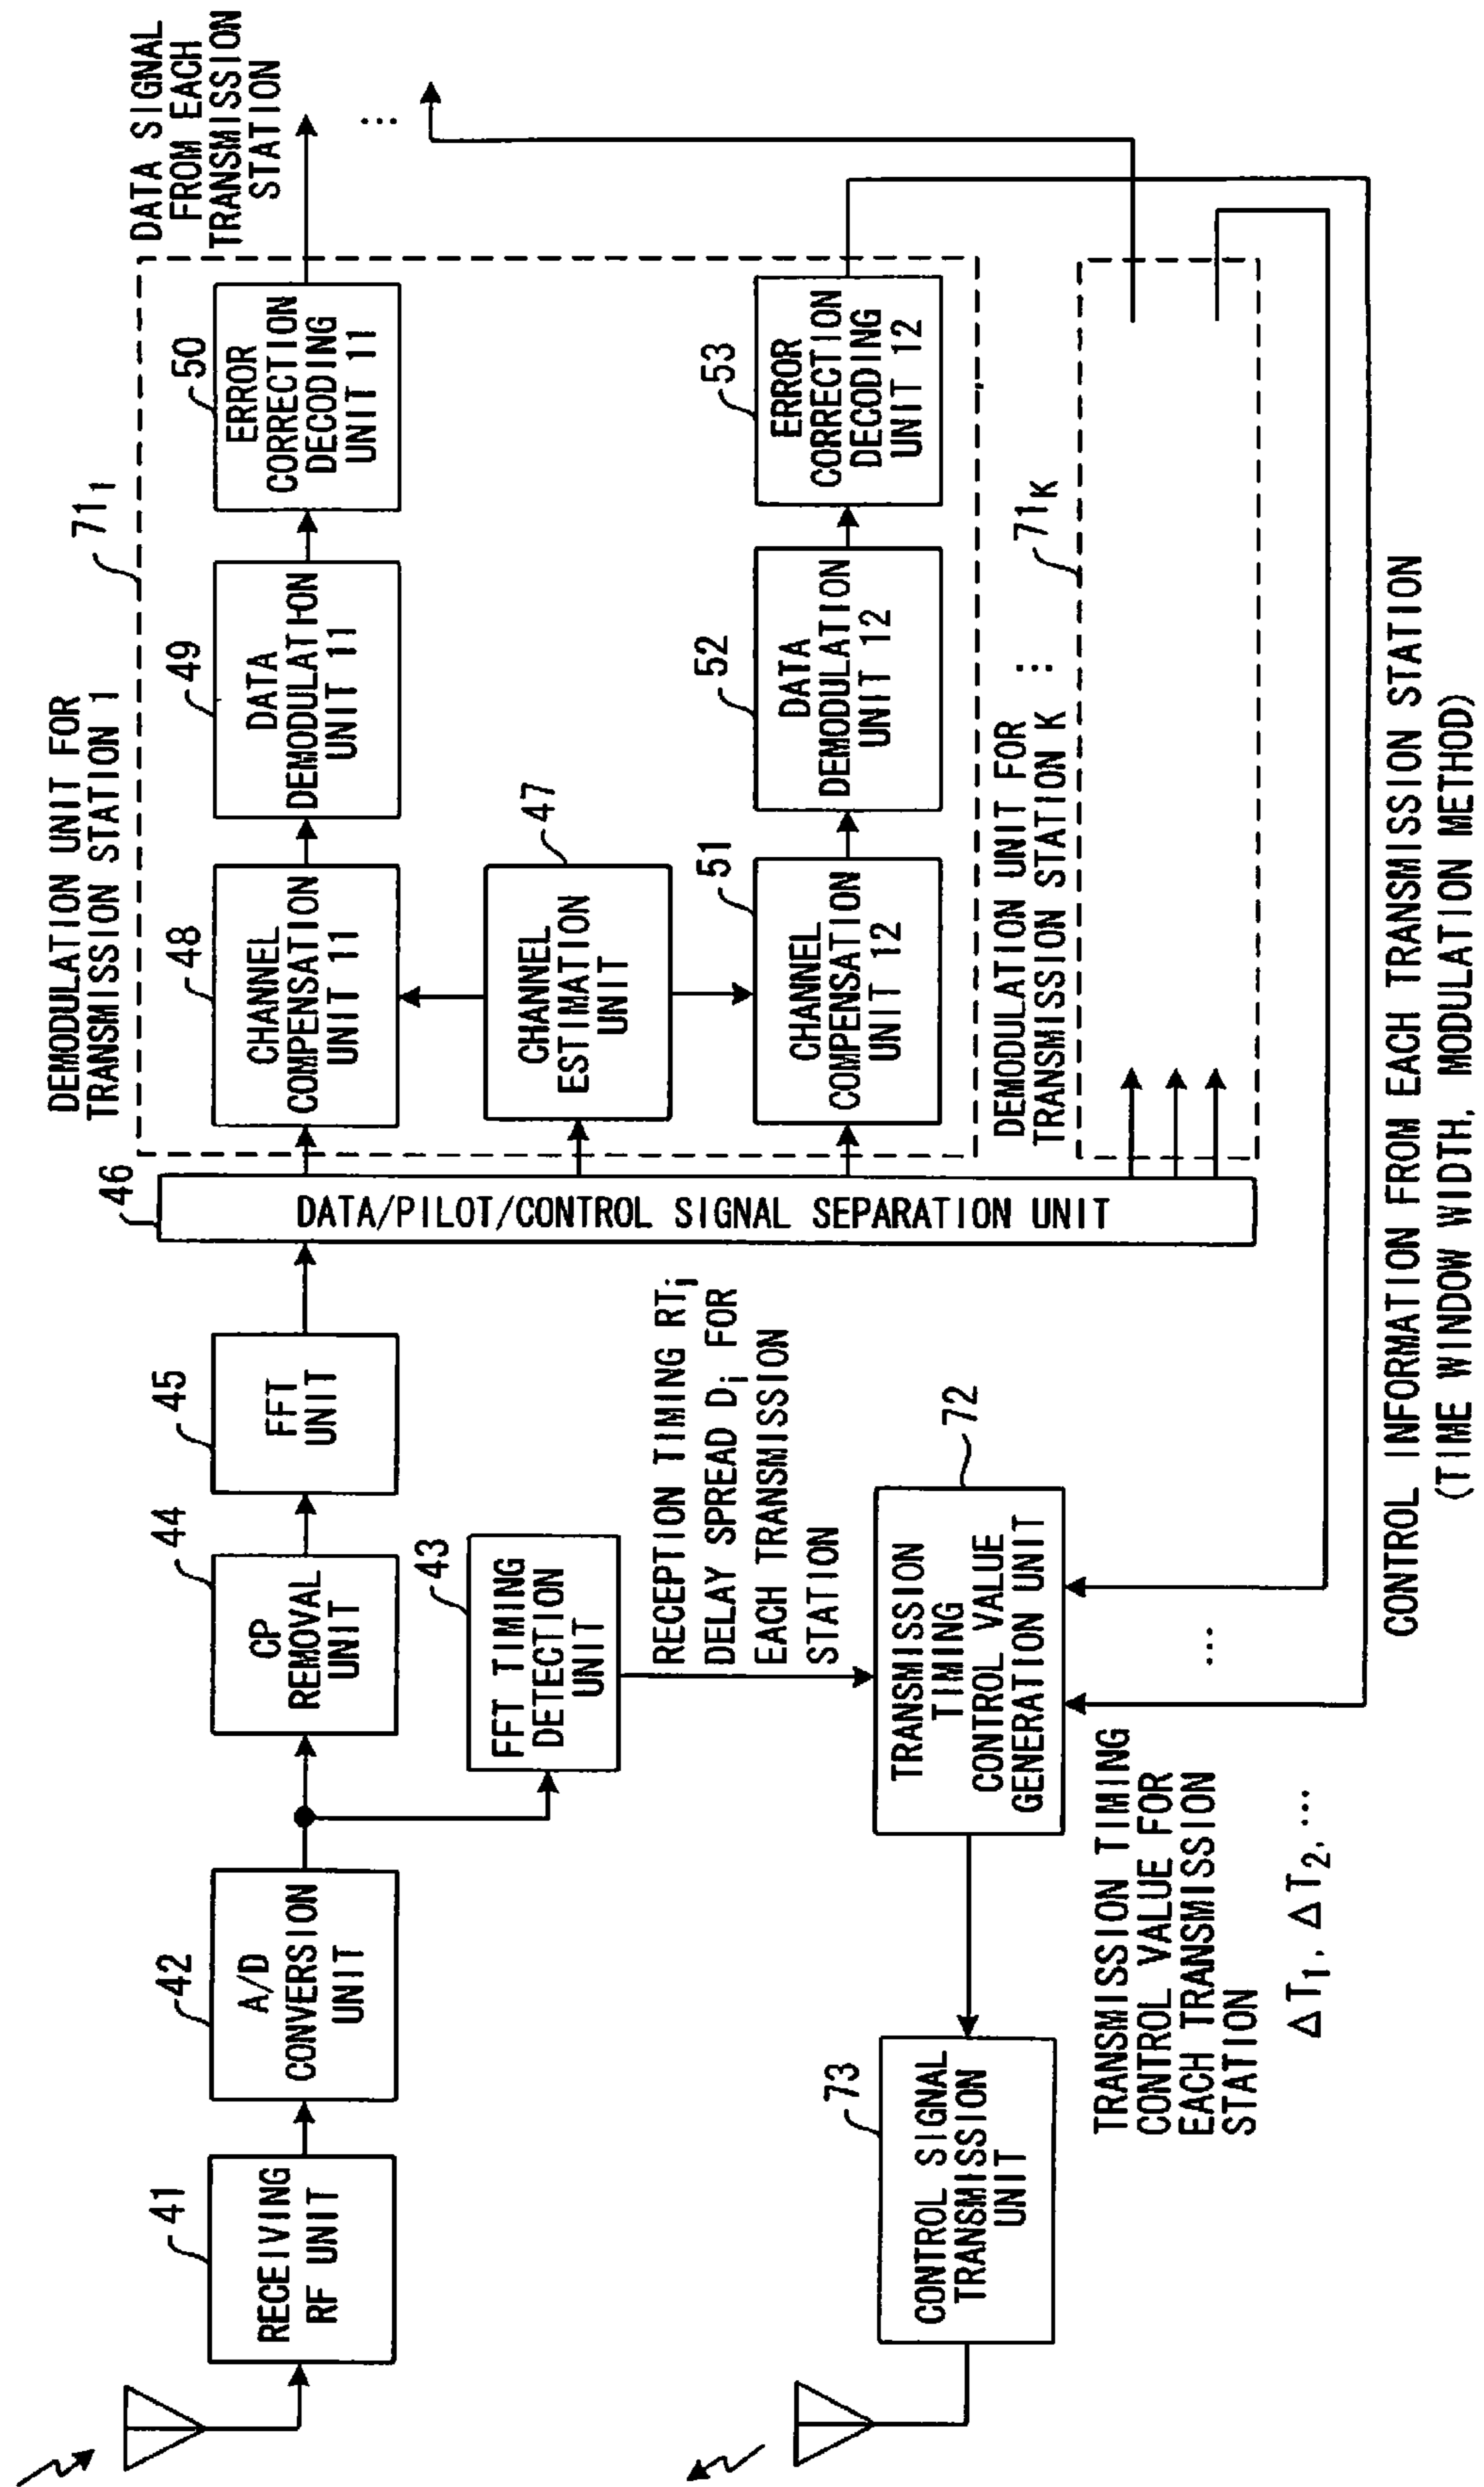 41
RECEIVING
RF UNIT
42
A/D
CONVERSION
UNIT
44
CP
REMOVAL
UNIT
45
FFT
UNIT
43
FFT TIMING
DETECTION
UNIT
46
DATA/PILOT/CONTROL SIGNAL SEPARATION UNIT
DEMODULATION UNIT FOR
TRANSMISSION STATION 1
71₁
48
CHANNEL
COMPENSATION
UNIT 11
49
DATA
DEMODULATION
UNIT 11
50
ERROR
CORRECTION
DECODING
UNIT 11
DATA SIGNAL
FROM EACH
TRANSMISSION
STATION
...
47
CHANNEL
ESTIMATION
UNIT
51
CHANNEL
COMPENSATION
UNIT 12
52
DATA
DEMODULATION
UNIT 12
53
ERROR
CORRECTION
DECODING
UNIT 12
DEMODULATION UNIT FOR
TRANSMISSION STATION K
...
71K
RECEPTION TIMING RTi
DELAY SPREAD Di FOR
EACH TRANSMISSION
STATION
72
TRANSMISSION
TIMING
CONTROL VALUE
GENERATION UNIT
...
73
CONTROL SIGNAL
TRANSMISSION
UNIT
TRANSMISSION TIMING
CONTROL VALUE FOR
EACH TRANSMISSION
STATION
ΔT₁, ΔT₂, ...
CONTROL INFORMATION FROM EACH TRANSMISSION STATION
(TIME WINDOW WIDTH, MODULATION METHOD)